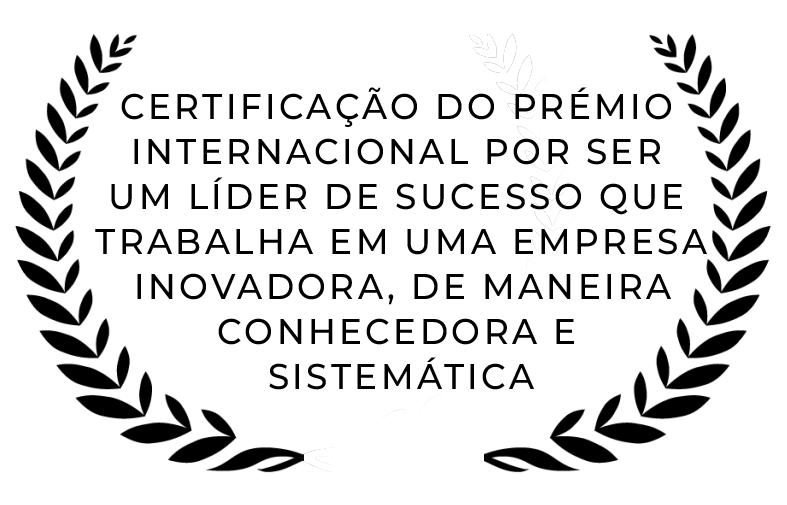 CERTIFICAÇÃO DO PRÉMIO
INTERNACIONAL POR SER
UM LÍDER DE SUCESSO QUE
TRABALHA EM UMA EMPRESA
INOVADORA, DE MANEIRA
CONHECEDORA E
SISTEMÁTICA